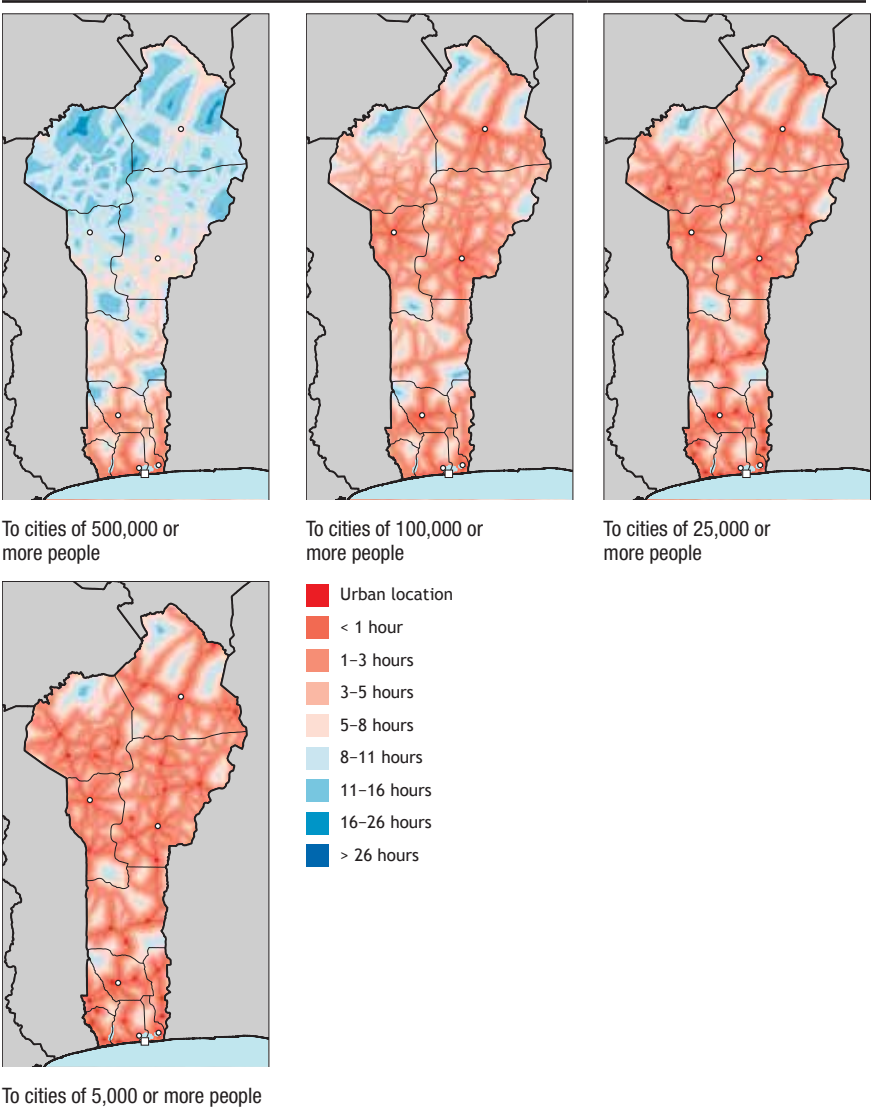 To cities of 500,000 or
more people
To cities of 100,000 or
more people
To cities of 25,000 or
more people
Urban location
< 1 hour
1–3 hours
3–5 hours
5–8 hours
8–11 hours
11–16 hours
16–26 hours
> 26 hours
To cities of 5,000 or more people